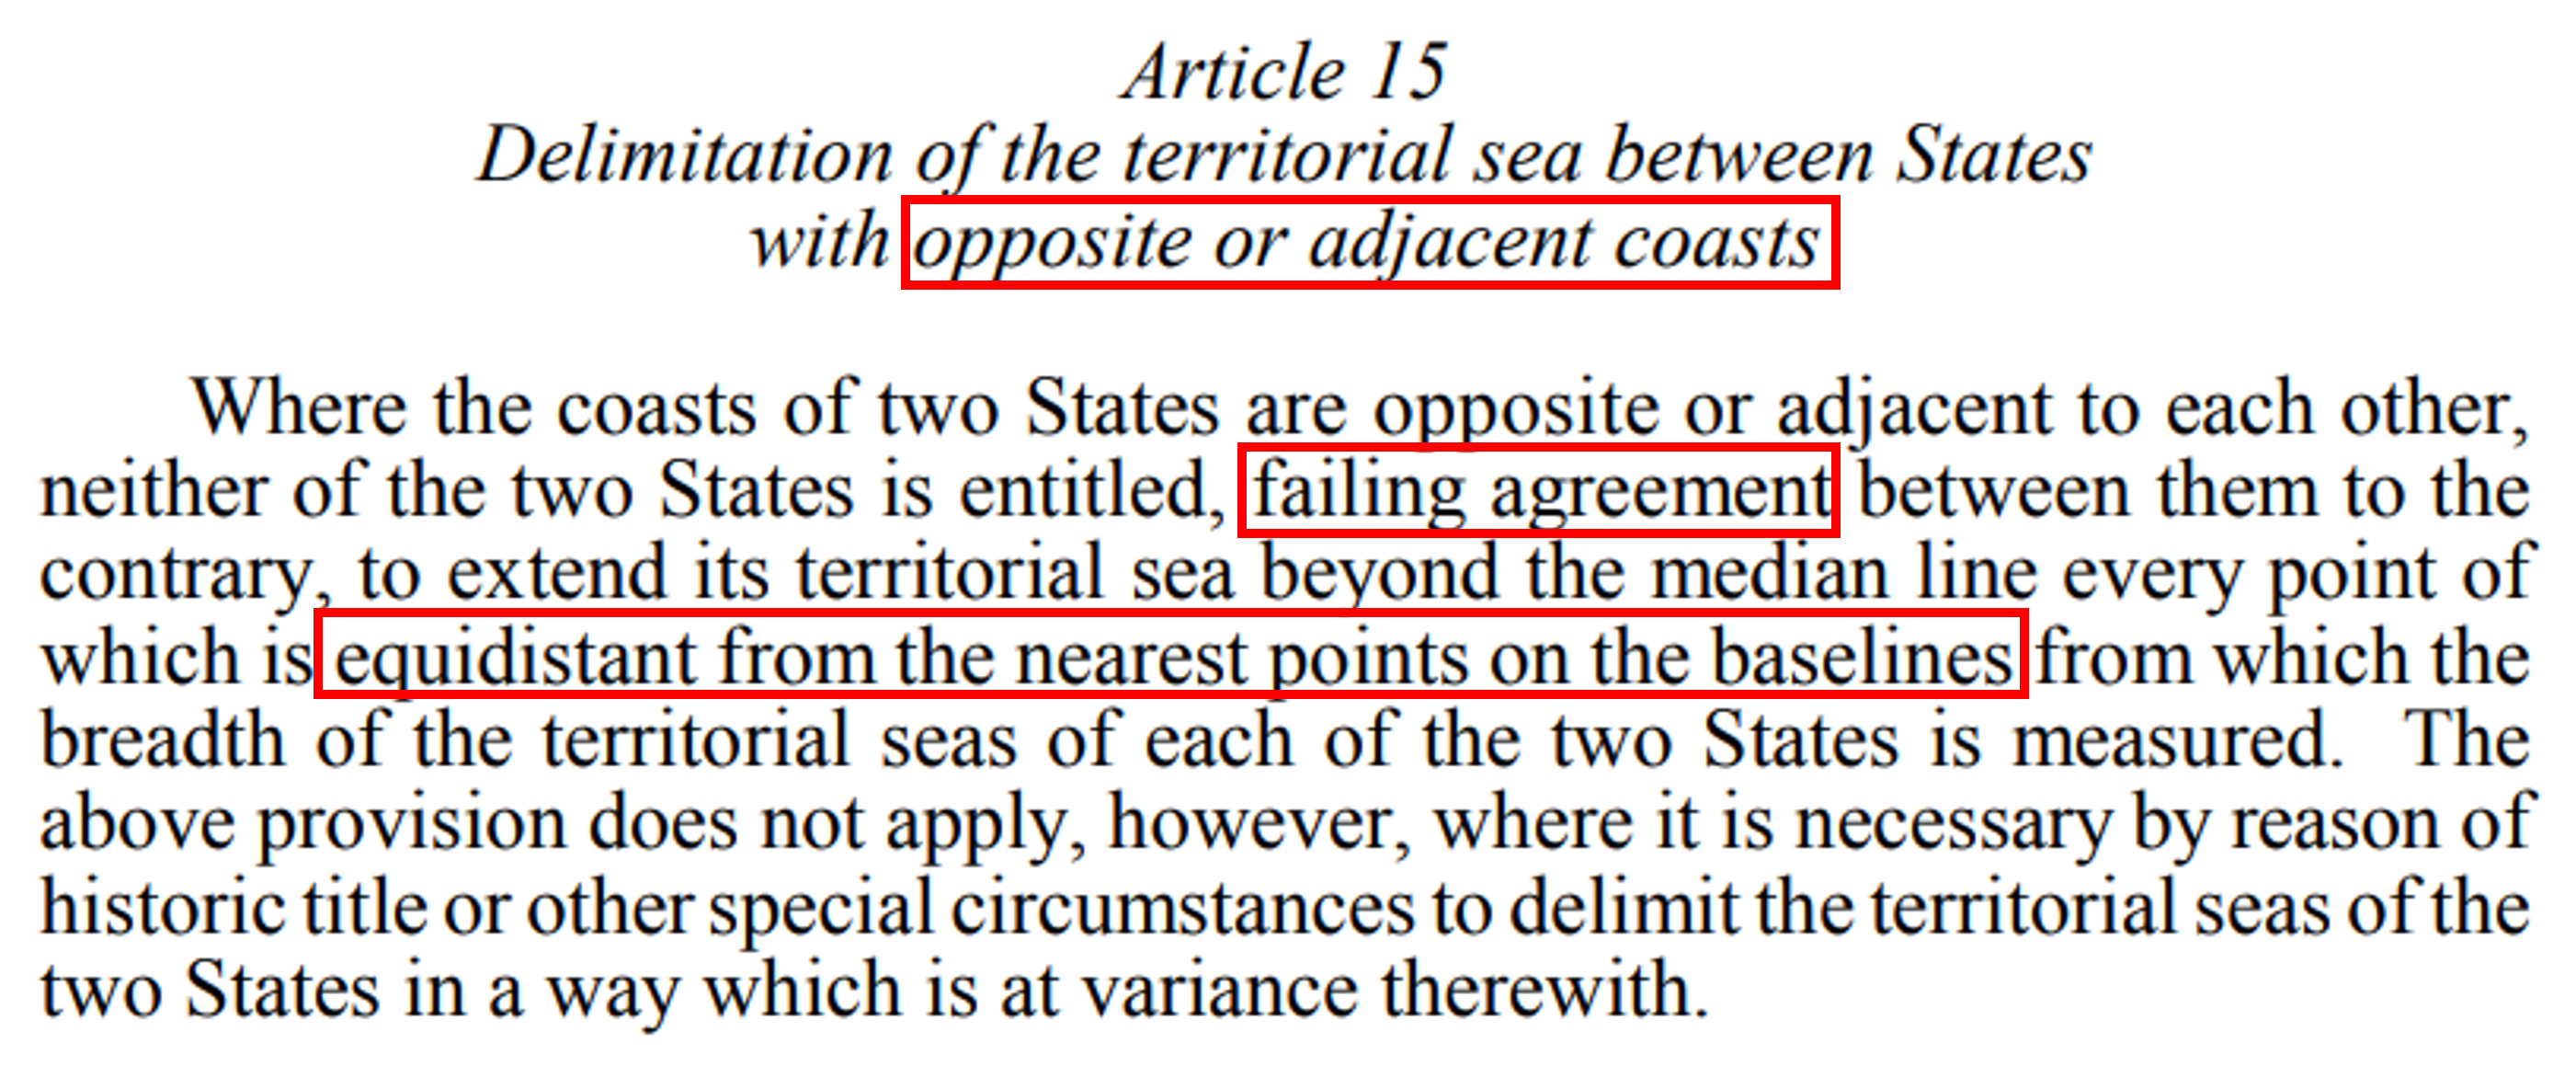 Article 15
Delimitation of the territorial sea between States
with opposite or adjacent coasts
Where the coasts of two States are opposite or adjacent to each other,
neither of the two States is entitled, failing agreement between them to the
contrary, to extend its territorial sea beyond the median line every point of
which is equidistant from the nearest points on the baselines from which the
breadth of the territorial seas of each of the two States is measured. The
above provision does not apply, however, where it is necessary by reason of
historic title or other special circumstances to delimit the territorial seas of the
two States in a way which is at variance therewith.